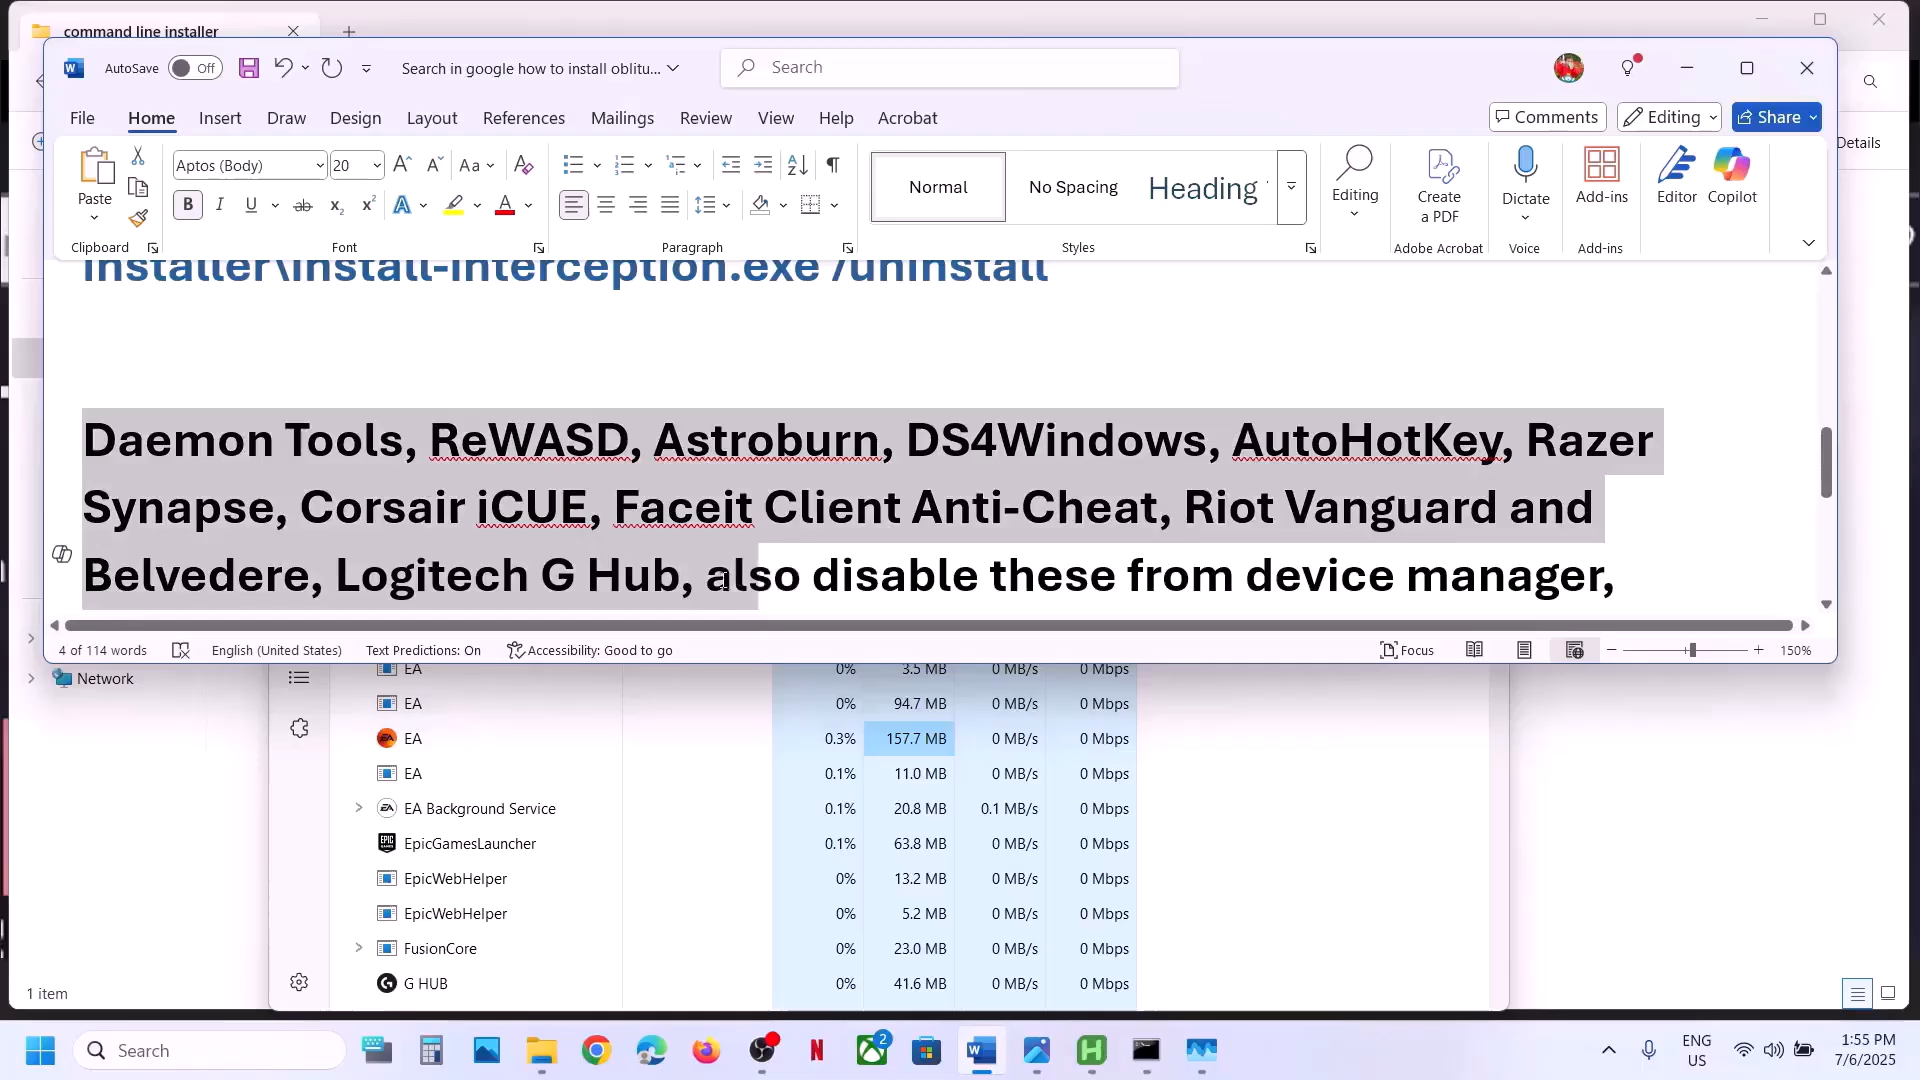 command line installer
AutoSave Off Search in google how to install oblitu... Search
File Home Insert Draw Design Layout References Mailings Review View Help Acrobat Comments Editing Share
Details
Paste
Aptos (Body) 20
Normal No Spacing Heading
Editing Create a PDF Dictate Add-ins Editor Copilot
Clipboard Font Paragraph Styles Adobe Acrobat Voice Add-ins
installer\install-interception.exe /uninstall
Daemon Tools, ReWASD, Astroburn, DS4Windows, AutoHotKey, Razer
Synapse, Corsair iCUE, Faceit Client Anti-Cheat, Riot Vanguard and
Belvedere, Logitech G Hub, also disable these from device manager,
4 of 114 words English (United States) Text Predictions: On Accessibility: Good to go Focus 150%
Network
EA 0% 3.5 MB 0 MB/s 0 Mbps
EA 0% 94.7 MB 0 MB/s 0 Mbps
EA 0.3% 157.7 MB 0 MB/s 0 Mbps
EA 0.1% 11.0 MB 0 MB/s 0 Mbps
EA Background Service 0.1% 20.8 MB 0.1 MB/s 0 Mbps
EpicGamesLauncher 0.1% 63.8 MB 0 MB/s 0 Mbps
EpicWebHelper 0% 13.2 MB 0 MB/s 0 Mbps
EpicWebHelper 0% 5.2 MB 0 MB/s 0 Mbps
FusionCore 0% 23.0 MB 0 MB/s 0 Mbps
G HUB 0% 41.6 MB 0 MB/s 0 Mbps
1 item
Search 2 ENG US 1:55 PM 7/6/2025